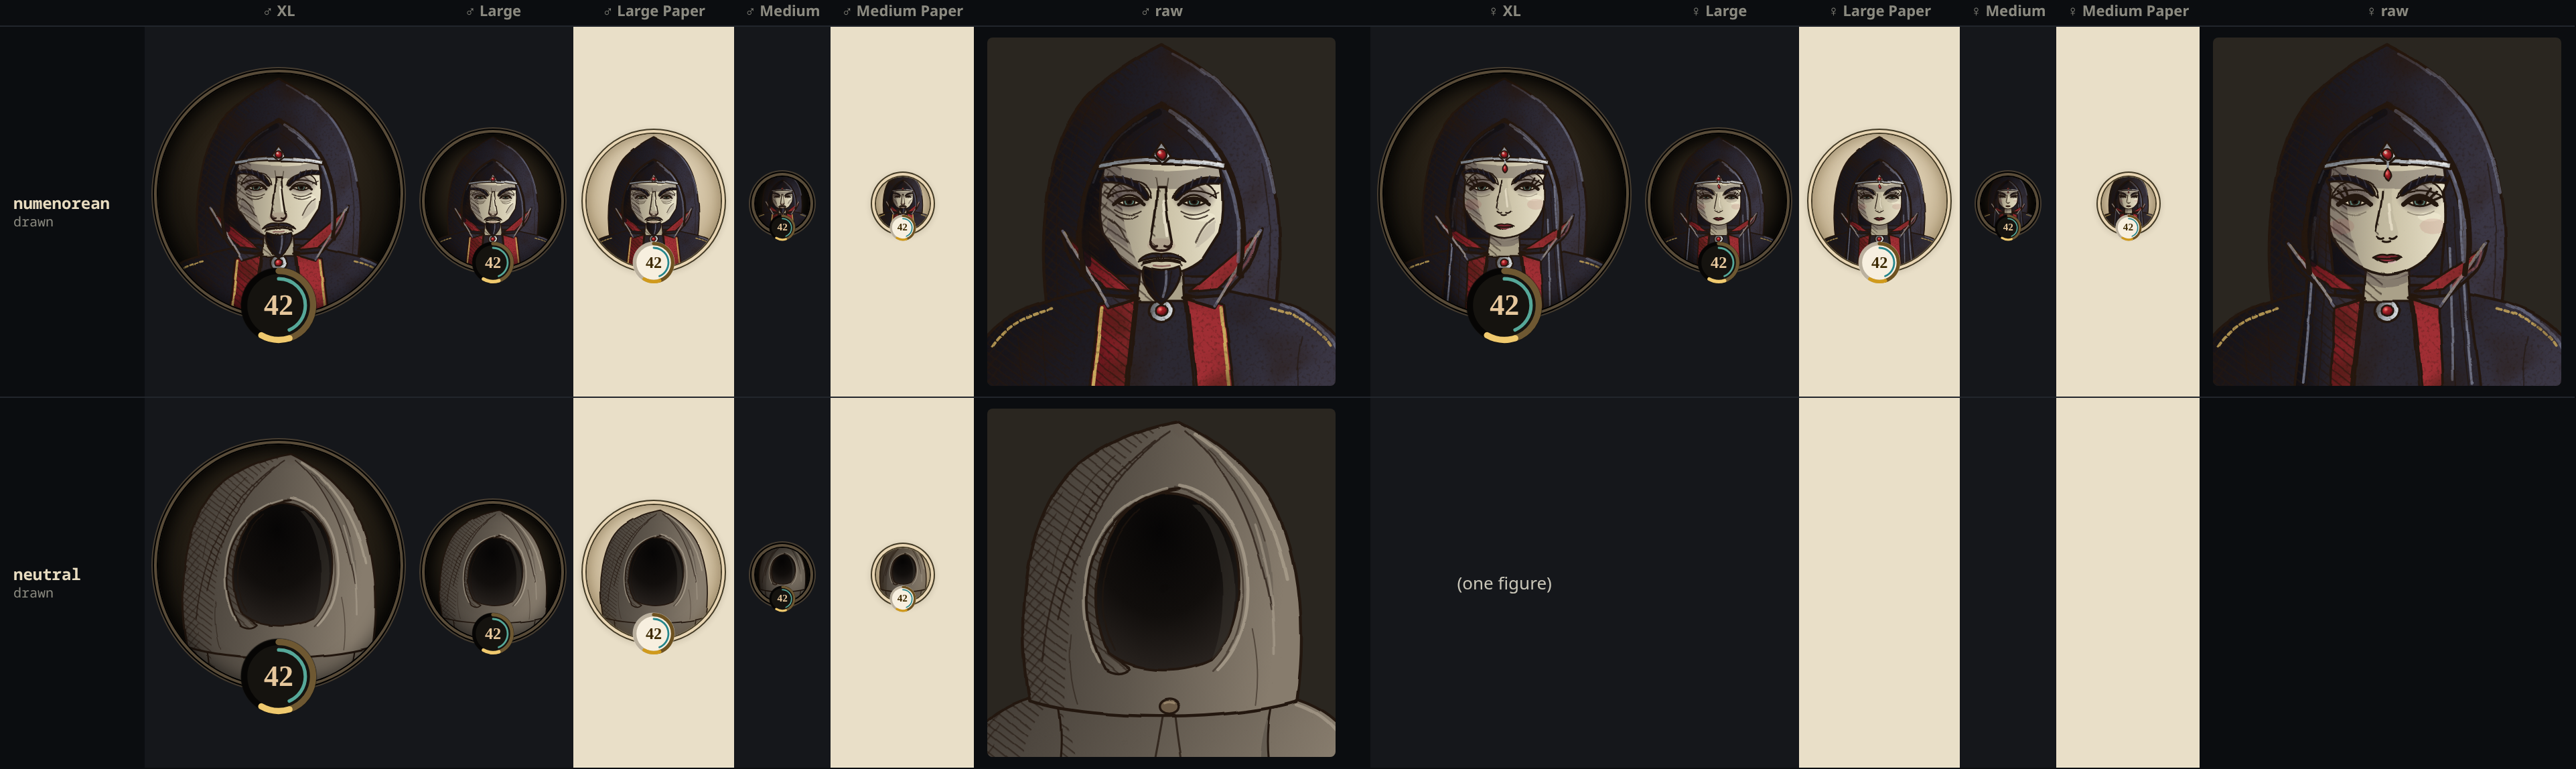 ♂ XL ♂ Large ♂ Large Paper ♂ Medium ♂ Medium Paper ♂ raw ♀ XL ♀ Large ♀ Large Paper ♀ Medium ♀ Medium Paper ♀ raw
numenorean
drawn
42 42 42 42 42 42 42 42 42 42
neutral
drawn
42 42 42 42 42
(one figure)